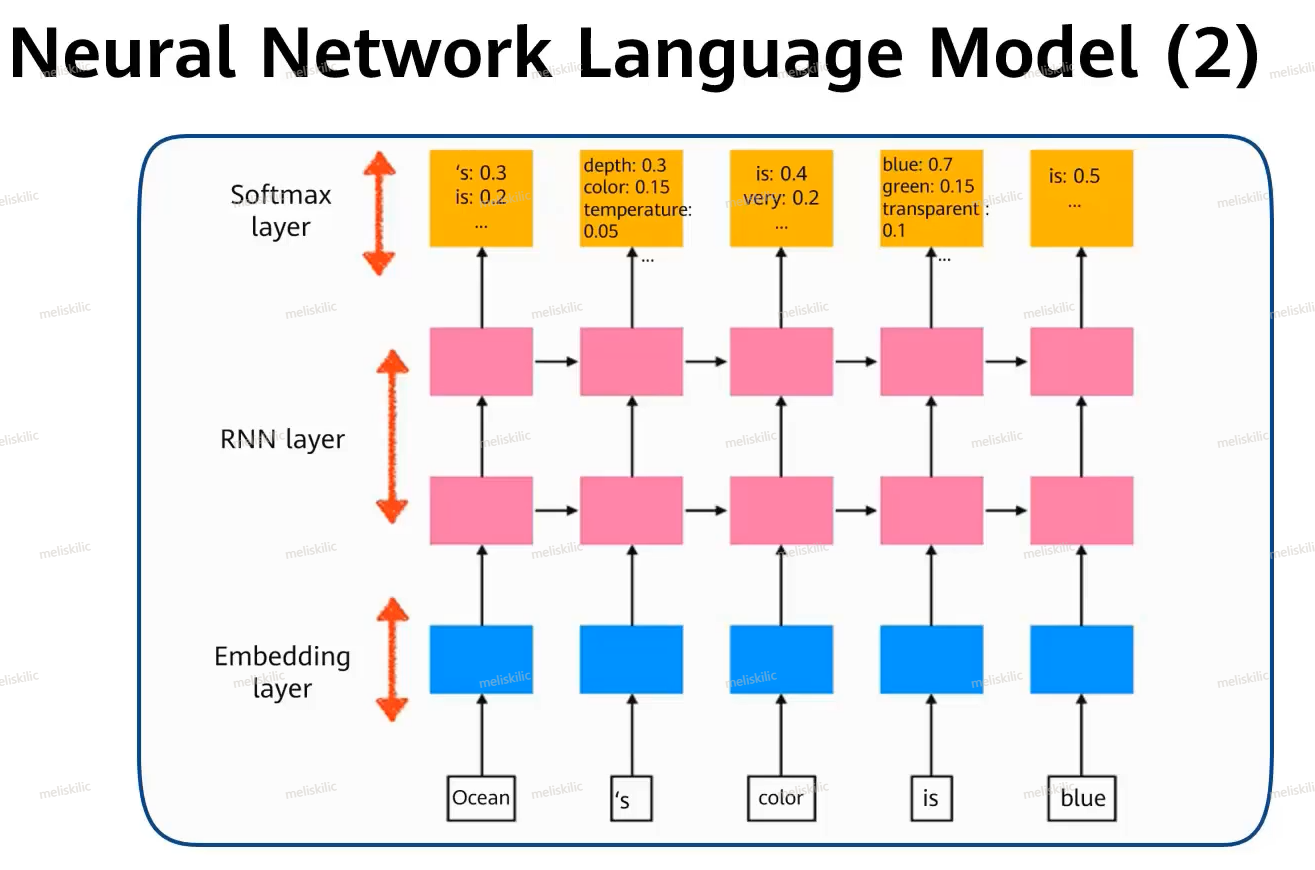 Neural Network Language Model (2)
Softmax
layer
‘s: 0.3
is: 0.2
...
depth: 0.3
color: 0.15
temperature:
0.05
...
is: 0.4
very: 0.2
...
blue: 0.7
green: 0.15
transparent :
0.1
...
is: 0.5
...
RNN layer
Embedding
layer
Ocean
‘s
color
is
blue
meliskilic